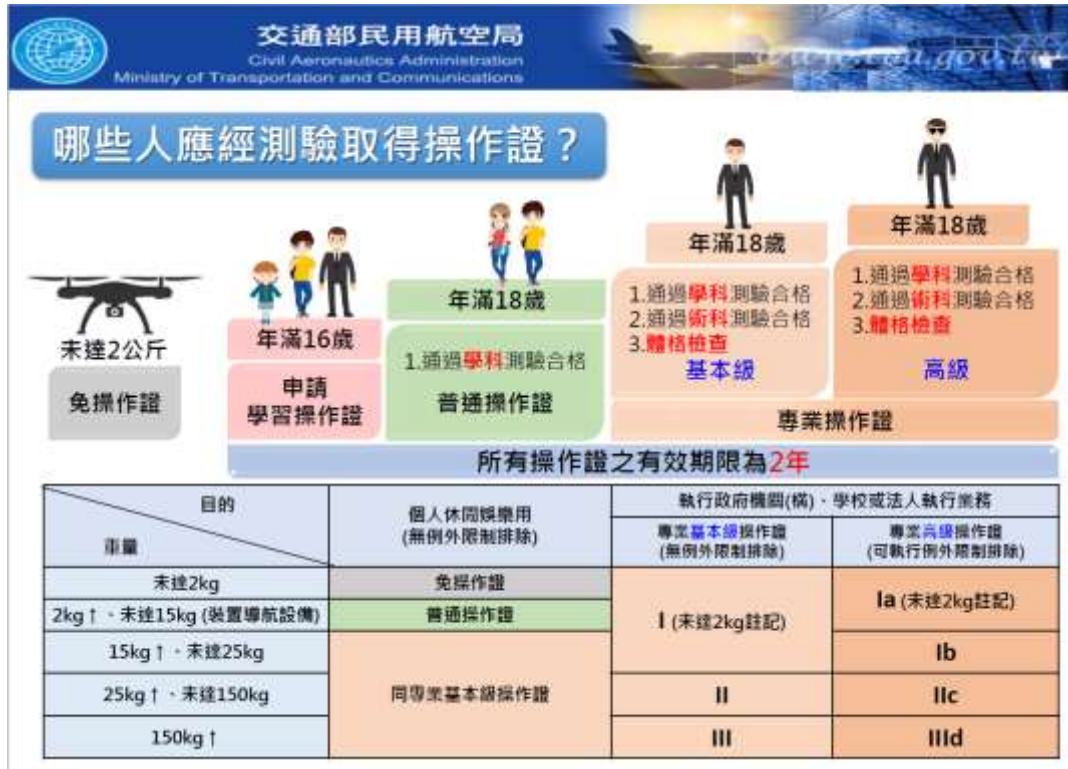 交通部民用航空局
Civil Aeronautics Administration
Ministry of Transportation and Communications
www.caa.gov.tw
哪些人應經測驗取得操作證？
未達2公斤
免操作證
年滿16歲
申請
學習操作證
年滿18歲
1.通過學科測驗合格
普通操作證
年滿18歲
1.通過學科測驗合格
2.通過術科測驗合格
3.體格檢查
基本級
年滿18歲
1.通過學科測驗合格
2.通過術科測驗合格
3.體格檢查
高級
專業操作證
所有操作證之有效期限為2年
目的
重量
個人休閒娛樂用
(無例外限制排除)
執行政府機關(構)、學校或法人執行業務
專業基本級操作證
(無例外限制排除)
專業高級操作證
(可執行例外限制排除)
未達2kg
免操作證
I (未達2kg註記)
Ia (未達2kg註記)
2kg↑、未達15kg (裝置導航設備)
普通操作證
15kg↑、未達25kg
同專業基本級操作證
Ib
25kg↑、未達150kg
II
IIc
150kg↑
III
IIId